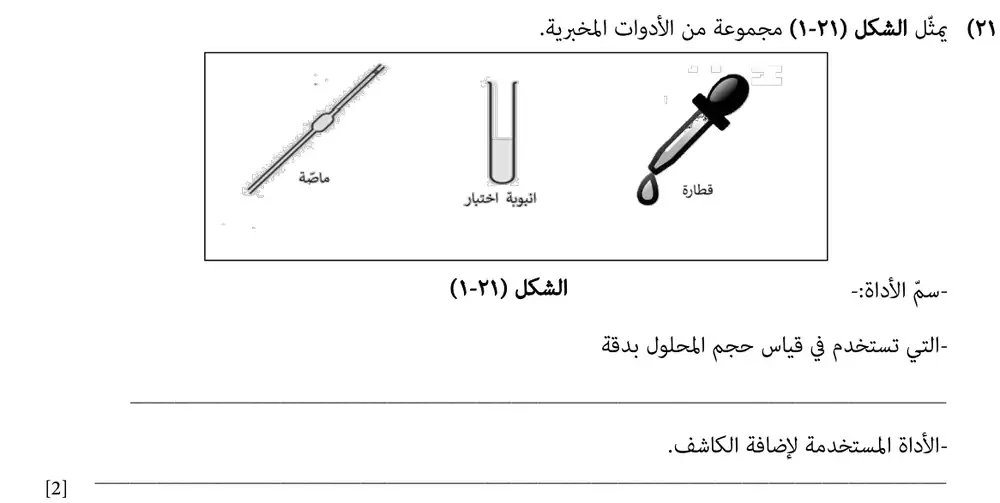 ٢١) يمثّل الشكل (٢١-١) مجموعة من الأدوات المخبرية.
ماصّة
انبوبة اختبار
قطارة
الشكل (٢١-١)
-سمّ الأداة:-
-التي تستخدم في قياس حجم المحلول بدقة
-الأداة المستخدمة لإضافة الكاشف.
[2]